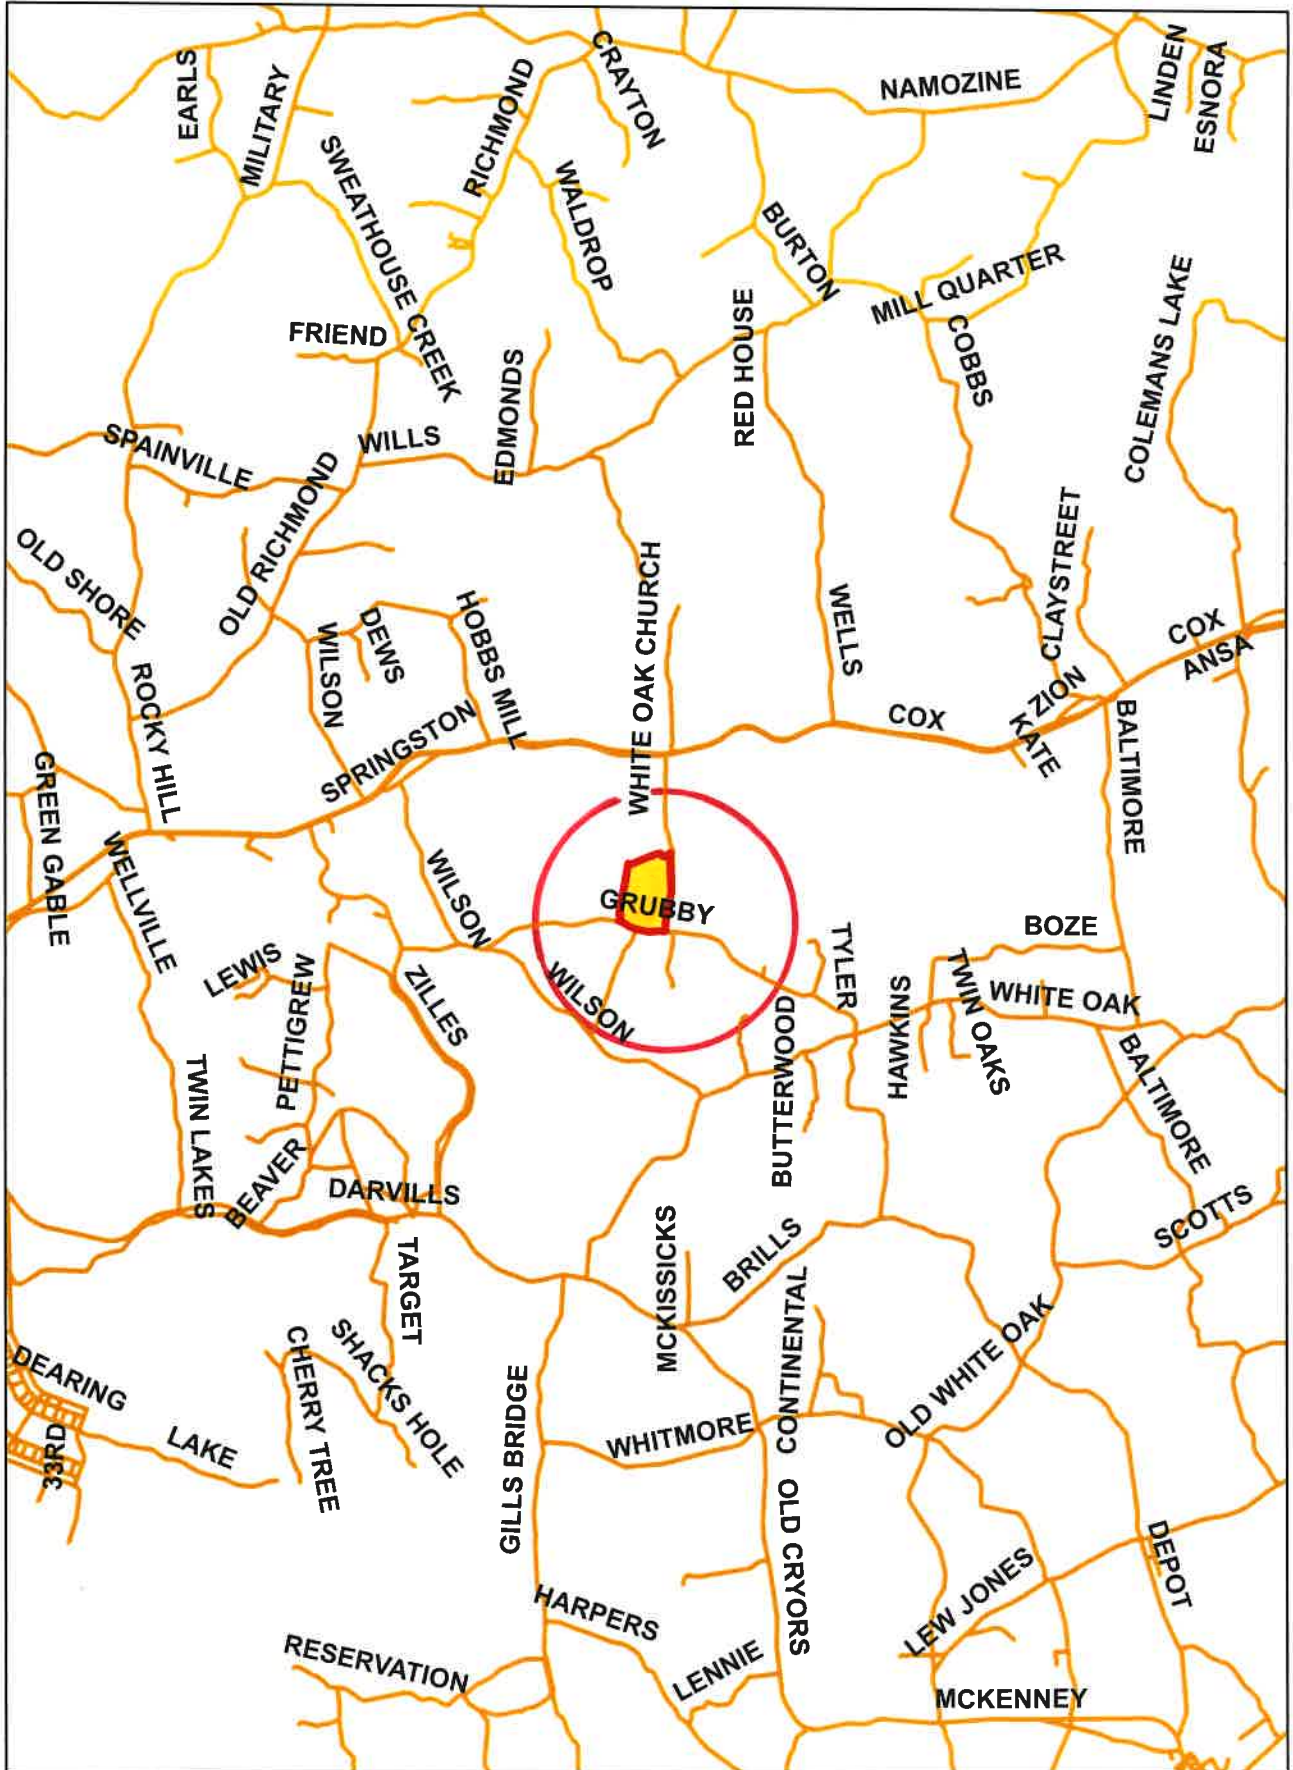 EARLS
MILITARY
SWEATHOUSE CREEK
RICHMOND
CRAYTON
WALDROP
NAMOZINE
LINDEN
ESNORA
BURTON
MILL QUARTER
COLEMANS LAKE
FRIEND
EDMONDS
RED HOUSE
COBBS
SPAINVILLE
WILLS
OLD RICHMOND
OLD SHORE
WILSON
DEWS
HOBBS MILL
WHITE OAK CHURCH
WELLS
CLAYSTREET
COX
ANSA
ROCKY HILL
SPRINGSTON
COX
ZION
KATE
BALTIMORE
GREEN GABLE
WELLVILLE
WILSON
GRUBBY
TYLER
BOZE
LEWIS
PETTIGREW
ZILLES
WILSON
BUTTERWOOD
HAWKINS
TWIN OAKS
WHITE OAK
BALTIMORE
TWIN LAKES
BEAVER
DARVILLS
TARGET
MCKISSICKS
BRILLS
CONTINENTAL
SCOTTS
DEARING
33RD
LAKE
CHERRY TREE
SHACKS HOLE
GILLS BRIDGE
WHITMORE
OLD WHITE OAK
OLD CRYORS
DEPOT
HARPERS
LEW JONES
RESERVATION
LENNIE
MCKENNEY